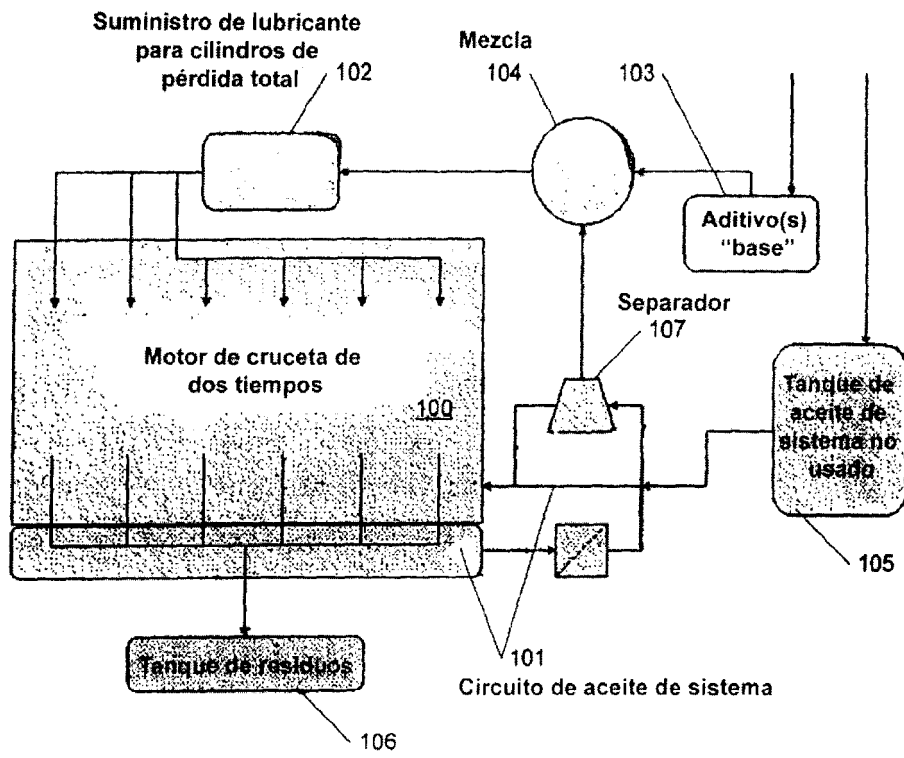 Suministro de lubricante
para cilindros de
pérdida total
102
Mezcla
104
103
Aditivo(s)
"base"
Separador
107
Motor de cruceta de
dos tiempos
100
Tanque de
aceite de
sistema no
usado
105
Tanque de residuos
101
Circuito de aceite de sistema
106